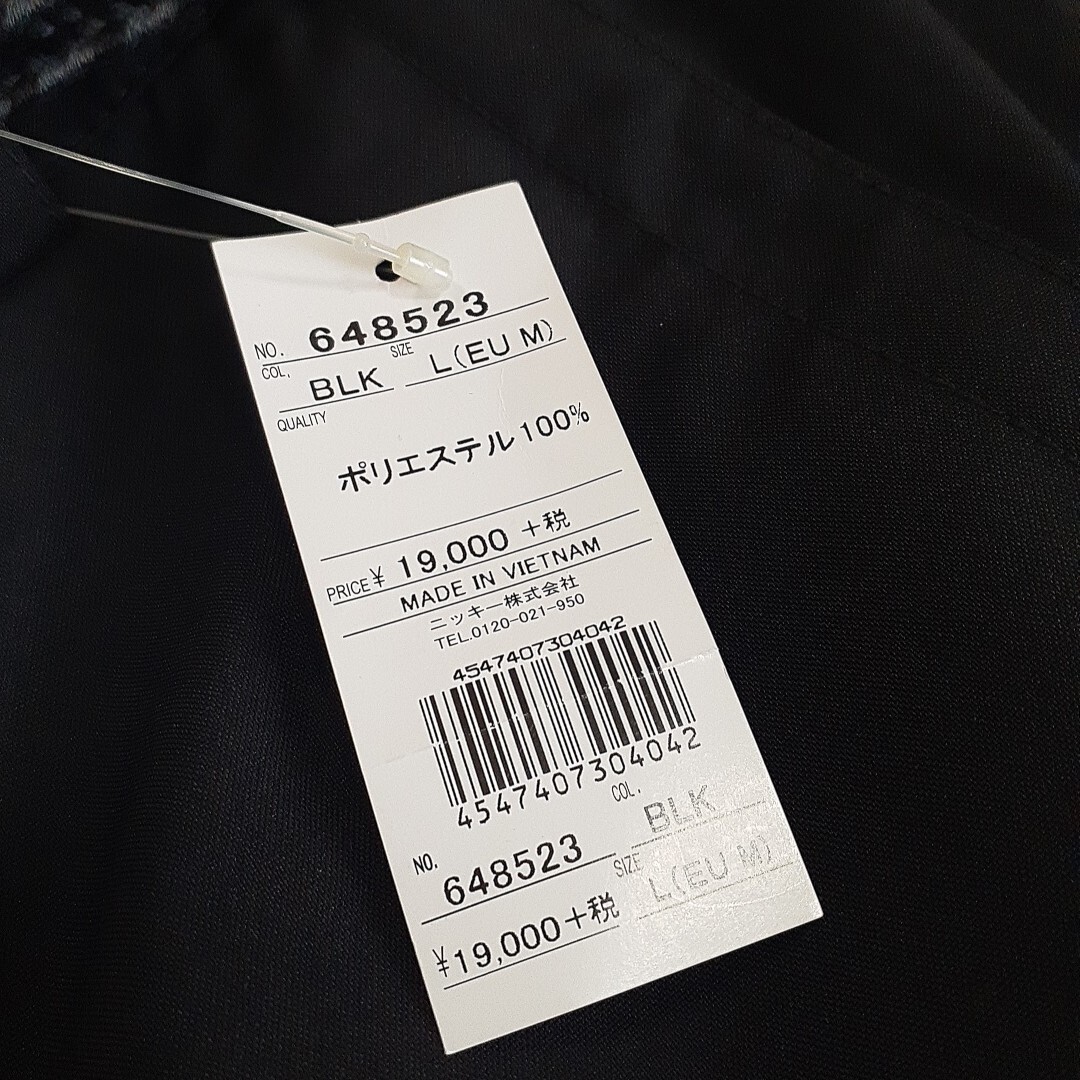 NO. 648523
COL. BLK SIZE L(EU M)
QUALITY
ポリエステル100%
PRICE¥ 19,000 +税
MADE IN VIETNAM
ニッキー株式会社
TEL.0120-021-950
4547407304042
4547407304042
NO. 648523 COL. BLK
¥19,000+税 SIZE L(EU M)